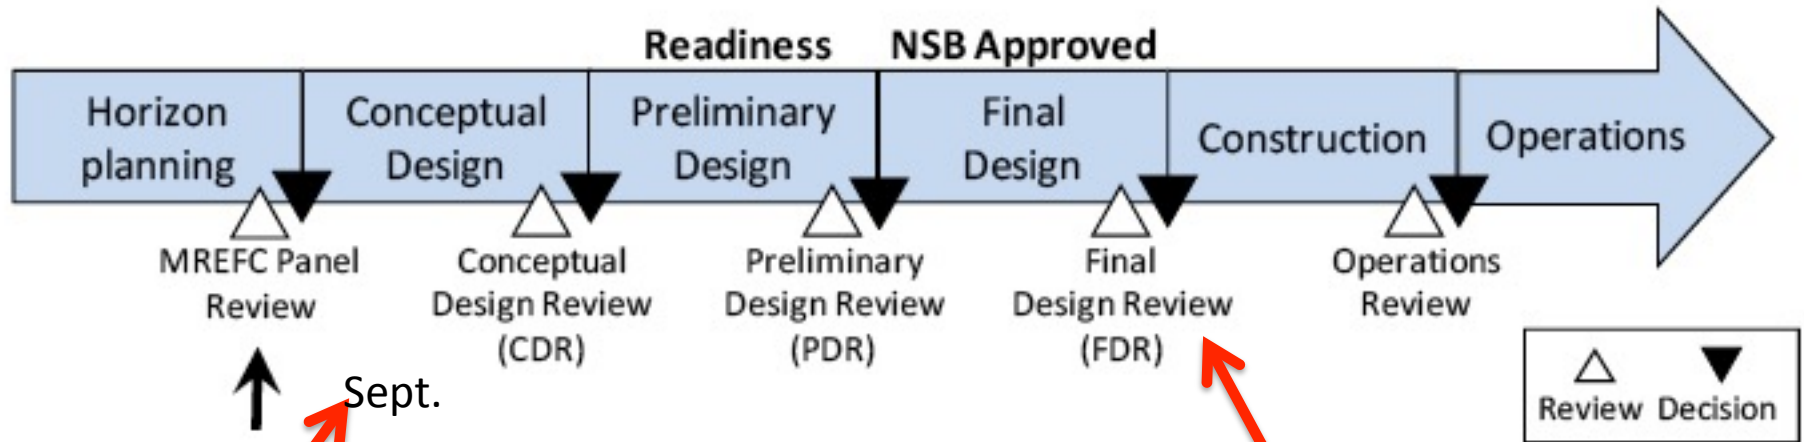 Readiness
NSB Approved
Horizon
planning
Conceptual
Design
Preliminary
Design
Final
Design
Construction
Operations
MREFC Panel
Review
Conceptual
Design Review
(CDR)
Preliminary
Design Review
(PDR)
Final
Design Review
(FDR)
Operations
Review
Sept.
Review Decision